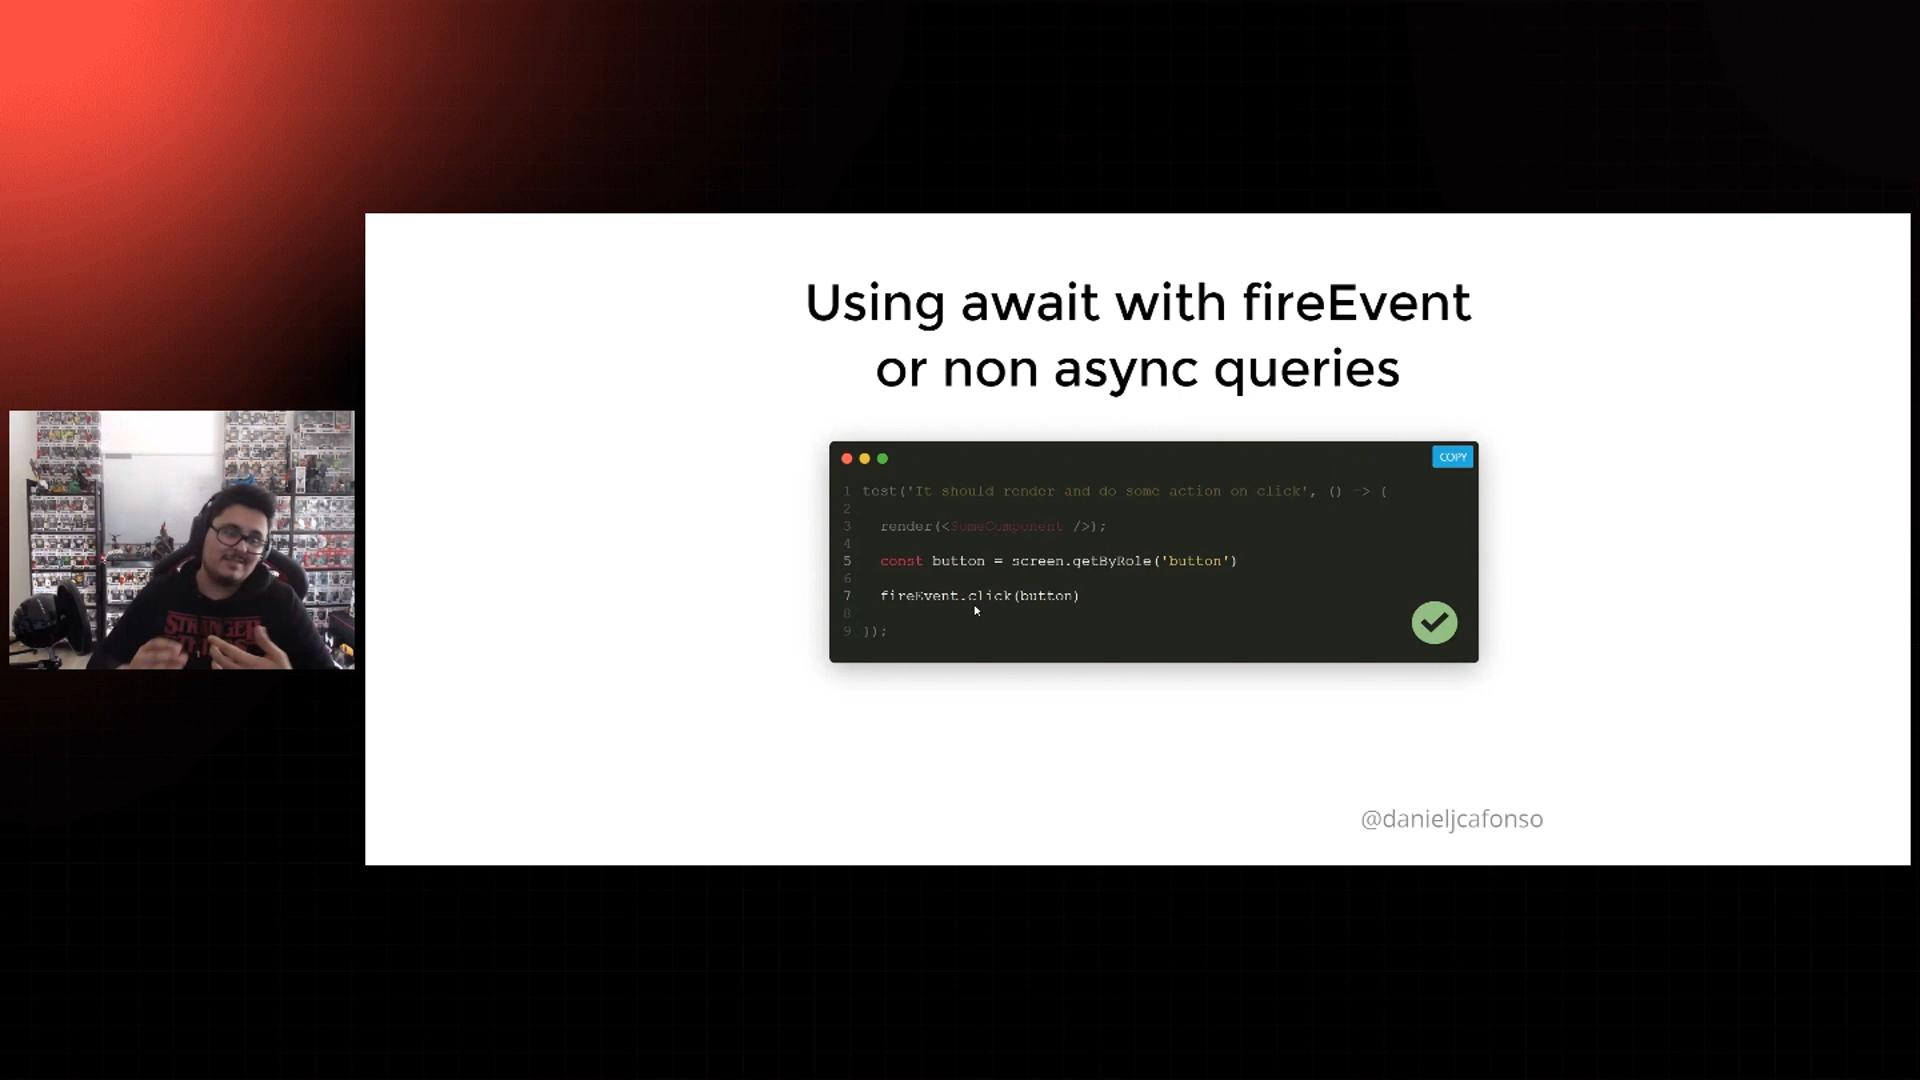 Using await with fireEvent
or non async queries
COPY
1 test('It should render and do some action on click', () => {
2
3 render(<SomeComponent />);
4
5 const button = screen.getByRole('button')
6
7 fireEvent.click(button)
8
9 });
STRANGER
@danieljcafonso